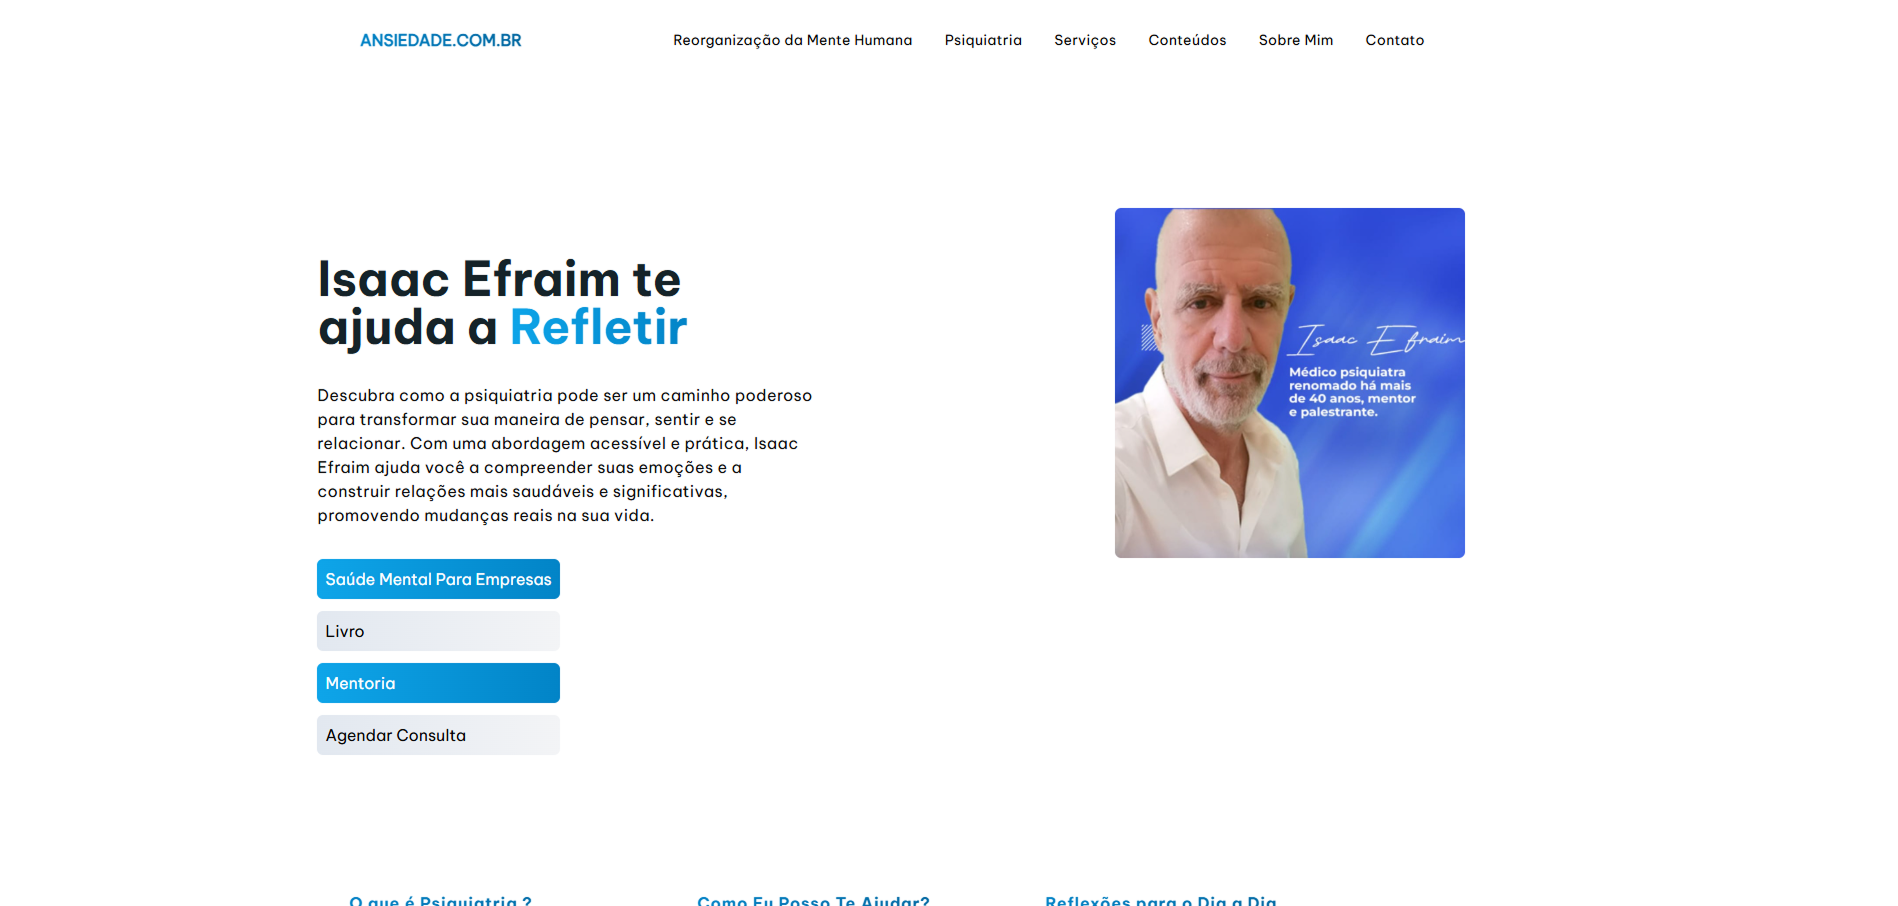 ANSIEDADE.COM.BR
Reorganização da Mente Humana
Psiquiatria
Serviços
Conteúdos
Sobre Mim
Contato
Isaac Efraim te
ajuda a Refletir
Descubra como a psiquiatria pode ser um caminho poderoso
para transformar sua maneira de pensar, sentir e se
relacionar. Com uma abordagem acessível e prática, Isaac
Efraim ajuda você a compreender suas emoções e a
construir relações mais saudáveis e significativas,
promovendo mudanças reais na sua vida.
Saúde Mental Para Empresas
Livro
Mentoria
Agendar Consulta
Isaac Efraim
Médico psiquiatra
renomado há mais
de 40 anos, mentor
e palestrante.
O que é Psiquiatria ?
Como Eu Posso Te Ajudar?
Reflexões para o Dia a Dia